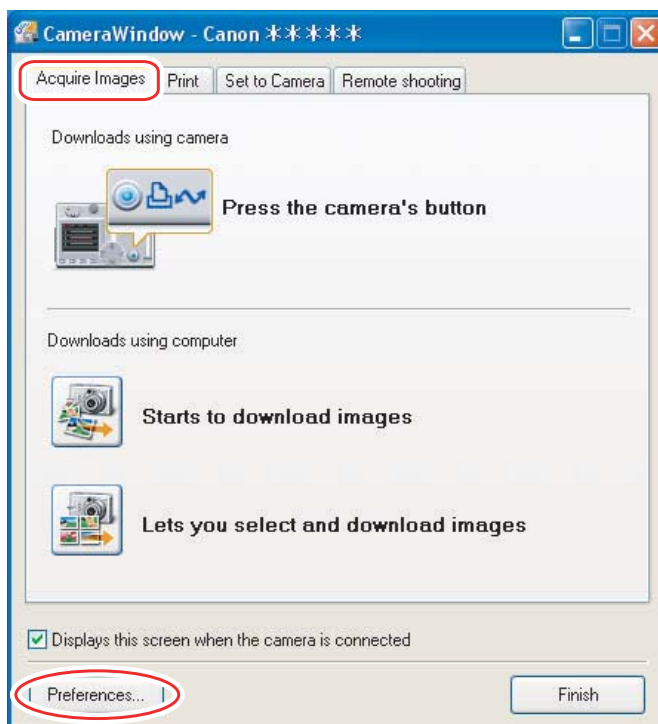 CameraWindow - Canon *****
Acquire Images Print Set to Camera Remote shooting
Downloads using camera
Press the camera's button
Downloads using computer
Starts to download images
Lets you select and download images
Displays this screen when the camera is connected
Preferences... Finish